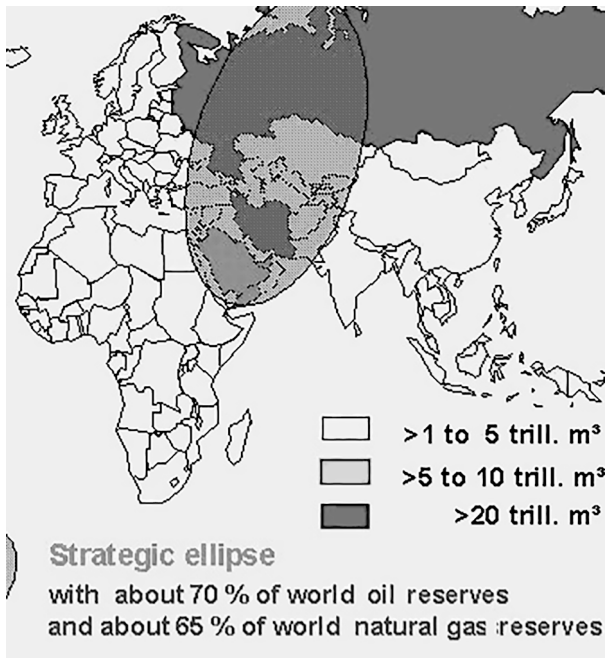 >1 to 5 trill. m³
>5 to 10 trill. m³
>20 trill. m³
Strategic ellipse
with about 70 % of world oil reserves
and about 65 % of world natural gas reserves